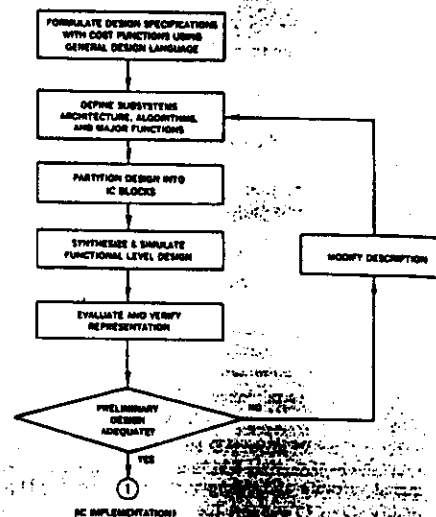 FORMULATE DESIGN SPECIFICATIONS
WITH COST FUNCTIONS USING
GENERAL DESIGN LANGUAGE
DEFINE SUBSYSTEMS
ARCHITECTURE, ALGORITHMS,
AND MAJOR FUNCTIONS
PARTITION DESIGN INTO
IC BLOCKS
SYNTHESIZE & SIMULATE
FUNCTIONAL LEVEL DESIGN
MODIFY DESCRIPTION
EVALUATE AND VERIFY
REPRESENTATION
PRELIMINARY
DESIGN
ADEQUATE?
NO
YES
1
(IC IMPLEMENTATION)